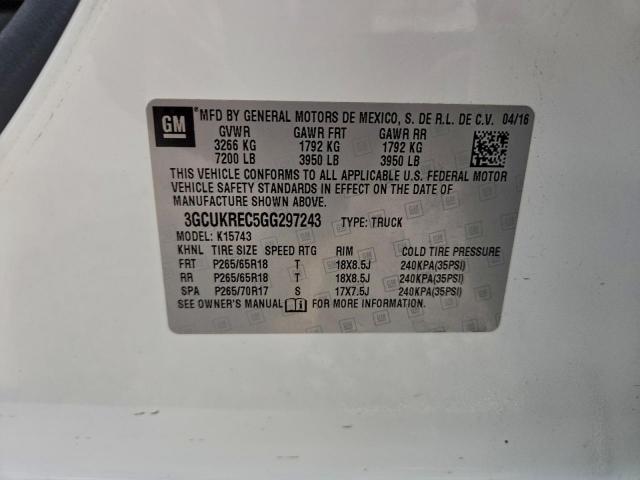 GM ® MFD BY GENERAL MOTORS DE MEXICO, S. DE R.L. DE C.V. 04/16
GVWR GAWR FRT GAWR RR
3266 KG 1792 KG 1792 KG
7200 LB 3950 LB 3950 LB
THIS VEHICLE CONFORMS TO ALL APPLICABLE U.S. FEDERAL MOTOR
VEHICLE SAFETY STANDARDS IN EFFECT ON THE DATE OF
MANUFACTURE SHOWN ABOVE.
3GCUKREC5GG297243 TYPE: TRUCK
MODEL: K15743
KHNL TIRE SIZE SPEED RTG RIM COLD TIRE PRESSURE
FRT P265/65R18 T 18X8.5J 240KPA(35PSI)
RR P265/65R18 T 18X8.5J 240KPA(35PSI)
SPA P265/70R17 S 17X7.5J 240KPA(35PSI)
SEE OWNER'S MANUAL FOR MORE INFORMATION.